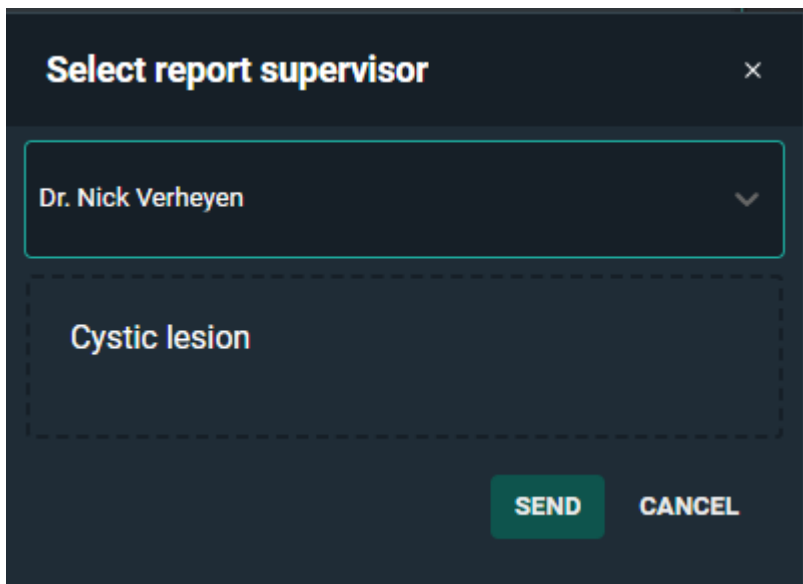 Select report supervisor
Dr. Nick Verheyen
Cystic lesion
SEND CANCEL